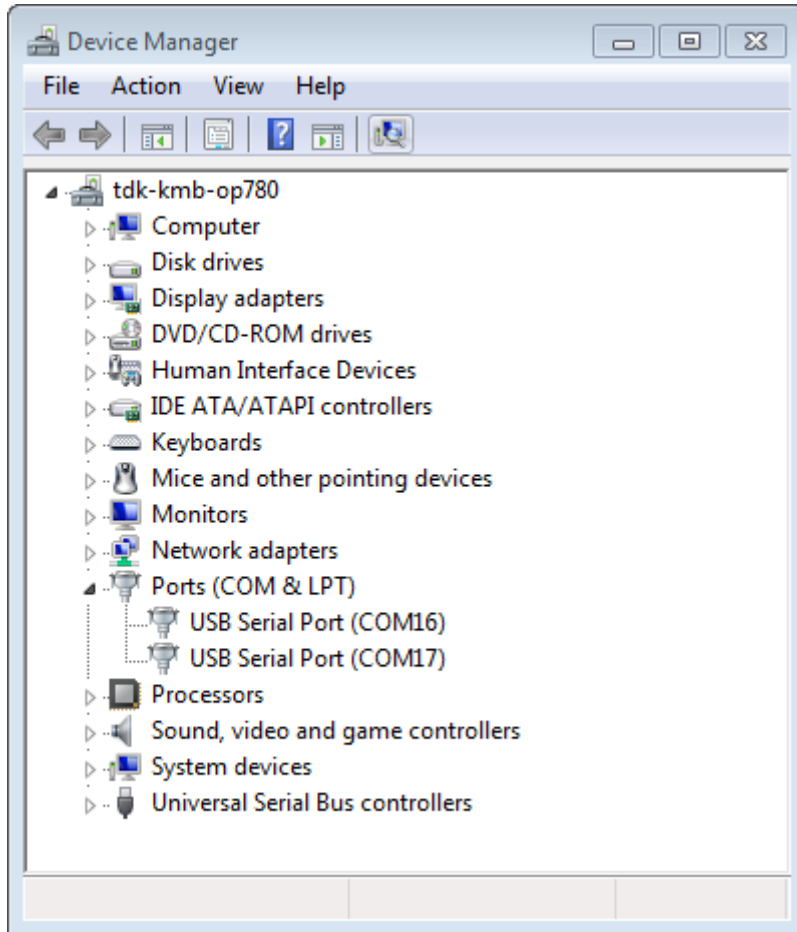 Device Manager
File Action View Help
?
tdk-kmb-op780
Computer
Disk drives
Display adapters
DVD/CD-ROM drives
Human Interface Devices
IDE ATA/ATAPI controllers
Keyboards
Mice and other pointing devices
Monitors
Network adapters
Ports (COM & LPT)
USB Serial Port (COM16)
USB Serial Port (COM17)
Processors
Sound, video and game controllers
System devices
Universal Serial Bus controllers